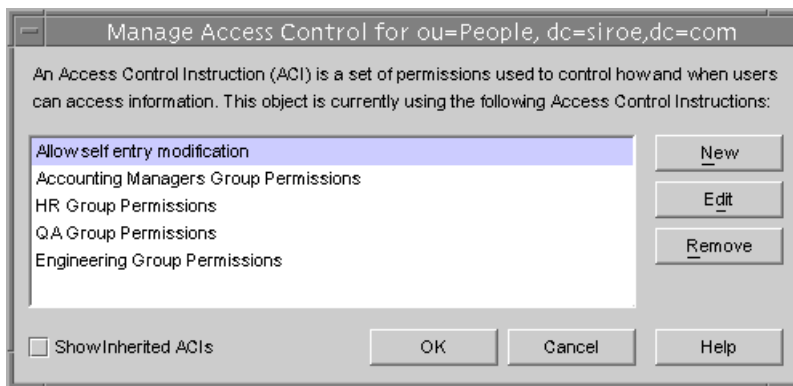 Manage Access Control for ou=People, dc=siroe,dc=com
An Access Control Instruction (ACI) is a set of permissions used to control how and when users
can access information. This object is currently using the following Access Control Instructions:
Allow self entry modification
Accounting Managers Group Permissions
HR Group Permissions
QA Group Permissions
Engineering Group Permissions
New
Edit
Remove
Show Inherited ACIs
OK
Cancel
Help